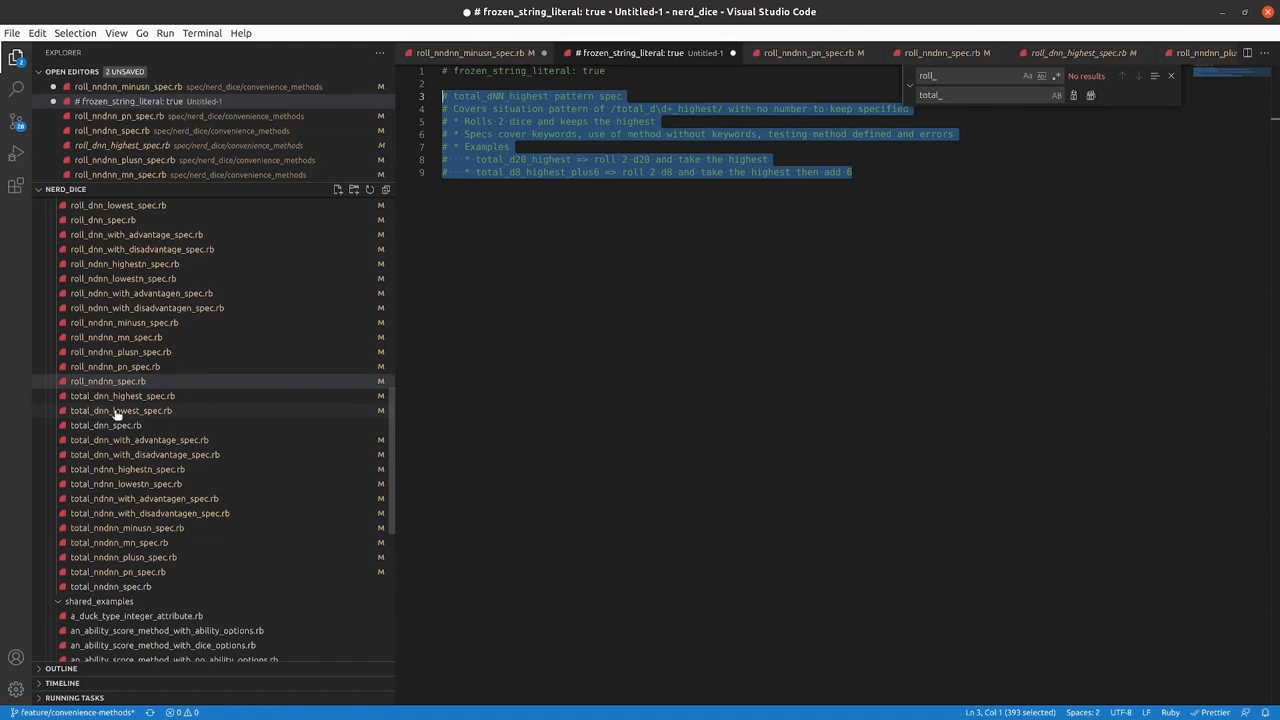 ● # frozen_string_literal: true • Untitled-1 - nerd_dice - Visual Studio Code
File Edit Selection View Go Run Terminal Help
EXPLORER
roll_nndnn_minusn_spec.rb M
# frozen_string_literal: true Untitled-1
roll_nndnn_pn_spec.rb M
roll_nndnn_spec.rb M
roll_dnn_highest_spec.rb M
roll_nndnn_plu
OPEN EDITORS 2 UNSAVED
roll_nndnn_minusn_spec.rb spec/nerd_dice/convenience_methods
# frozen_string_literal: true Untitled-1
roll_nndnn_pn_spec.rb spec/nerd_dice/convenience_methods
roll_nndnn_spec.rb spec/nerd_dice/convenience_methods
roll_dnn_highest_spec.rb spec/nerd_dice/convenience_methods
roll_nndnn_plusn_spec.rb spec/nerd_dice/convenience_methods
roll_nndnn_mn_spec.rb spec/nerd_dice/convenience_methods
28
NERD_DICE
roll_dnn_lowest_spec.rb M
roll_dnn_spec.rb M
roll_dnn_with_advantage_spec.rb M
roll_dnn_with_disadvantage_spec.rb M
roll_ndnn_highestn_spec.rb M
roll_ndnn_lowestn_spec.rb M
roll_ndnn_with_advantagen_spec.rb M
roll_ndnn_with_disadvantagen_spec.rb M
roll_nndnn_minusn_spec.rb M
roll_nndnn_mn_spec.rb M
roll_nndnn_plusn_spec.rb M
roll_nndnn_pn_spec.rb M
roll_nndnn_spec.rb M
total_dnn_highest_spec.rb M
total_dnn_lowest_spec.rb M
total_dnn_spec.rb
total_dnn_with_advantage_spec.rb M
total_dnn_with_disadvantage_spec.rb M
total_ndnn_highestn_spec.rb M
total_ndnn_lowestn_spec.rb M
total_ndnn_with_advantagen_spec.rb M
total_ndnn_with_disadvantagen_spec.rb M
total_nndnn_minusn_spec.rb M
total_nndnn_mn_spec.rb M
total_nndnn_plusn_spec.rb M
total_nndnn_pn_spec.rb M
total_nndnn_spec.rb
shared_examples
a_duck_type_integer_attribute.rb
an_ability_score_method_with_ability_options.rb
an_ability_score_method_with_dice_options.rb
an_ability_score_method_with_no_ability_options.rb
OUTLINE
TIMELINE
RUNNING TASKS
1 # frozen_string_literal: true
2
3 # total_dNN_highest pattern spec
4 # Covers situation pattern of /total_d\d+_highest/ with no number to keep specified
5 # * Rolls 2 dice and keeps the highest
6 # * Specs cover keywords, use of method without keywords, testing method defined and errors
7 # * Examples
8 #   * total_d20_highest => roll 2 d20 and take the highest
9 #   * total_d8_highest_plus6 => roll 2 d8 and take the highest then add 6
roll_ Aa Ab .* No results
total_ AB
feature/convenience-methods* 0 0 Ln 3, Col 1 (393 selected) Spaces: 2 UTF-8 LF Ruby Prettier